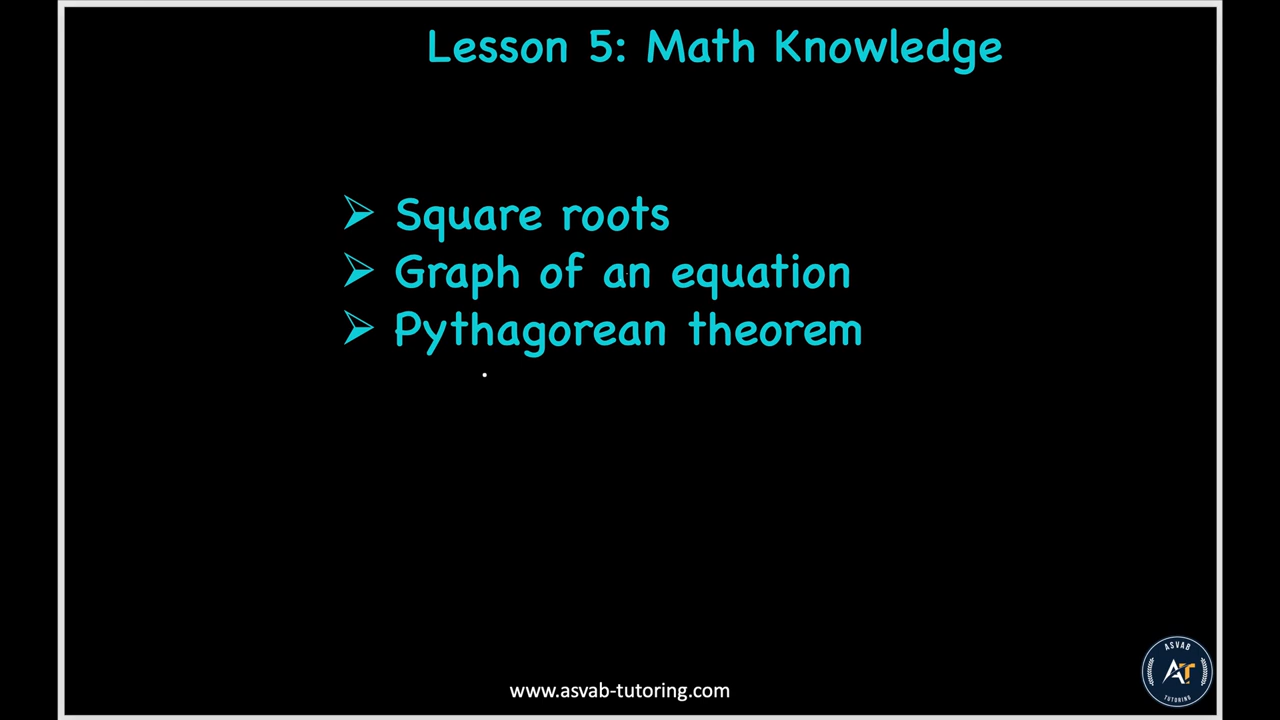 Lesson 5: Math Knowledge
Square roots
Graph of an equation
Pythagorean theorem
www.asvab-tutoring.com
ASVAB
AT
TUTORING